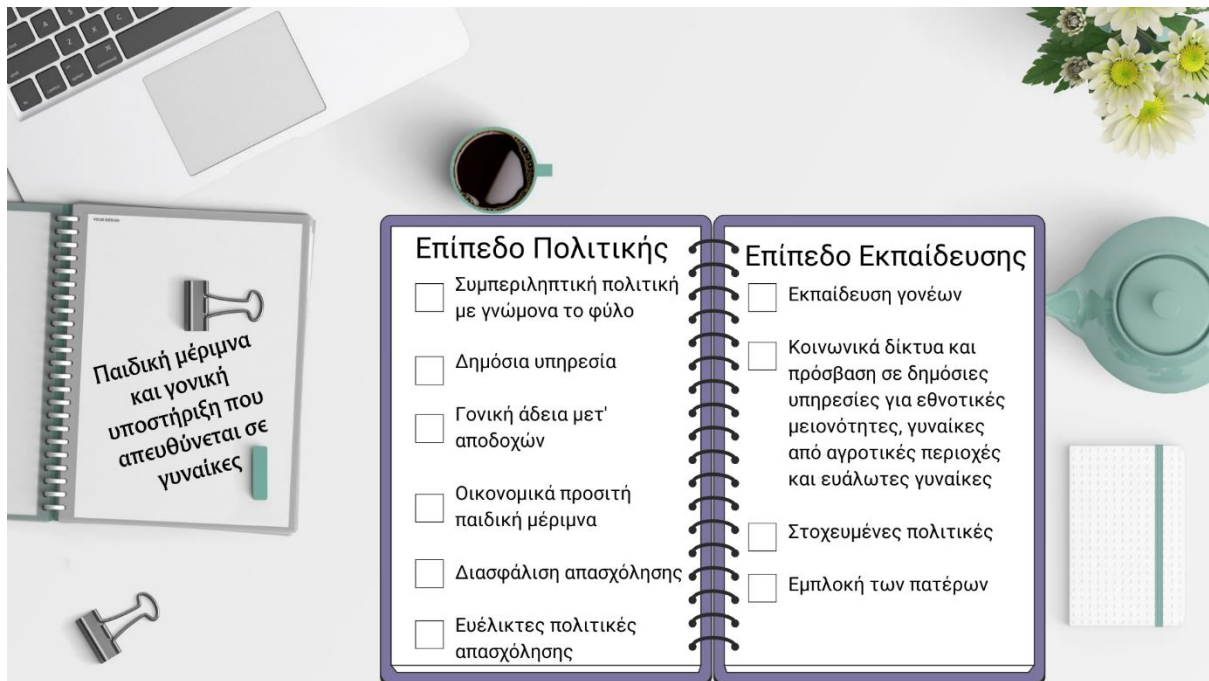 YOUR DESIGN
Παιδική μέριμνα
και γονική
υποστήριξη που
απευθύνεται σε
γυναίκες
Επίπεδο Πολιτικής
Συμπεριληπτική πολιτική
με γνώμονα το φύλο
Δημόσια υπηρεσία
Γονική άδεια μετ'
αποδοχών
Οικονομικά προσιτή
παιδική μέριμνα
Διασφάλιση απασχόλησης
Ευέλικτες πολιτικές
απασχόλησης
Επίπεδο Εκπαίδευσης
Εκπαίδευση γονέων
Κοινωνικά δίκτυα και
πρόσβαση σε δημόσιες
υπηρεσίες για εθνοτικές
μειονότητες, γυναίκες
από αγροτικές περιοχές
και ευάλωτες γυναίκες
Στοχευμένες πολιτικές
Εμπλοκή των πατέρων